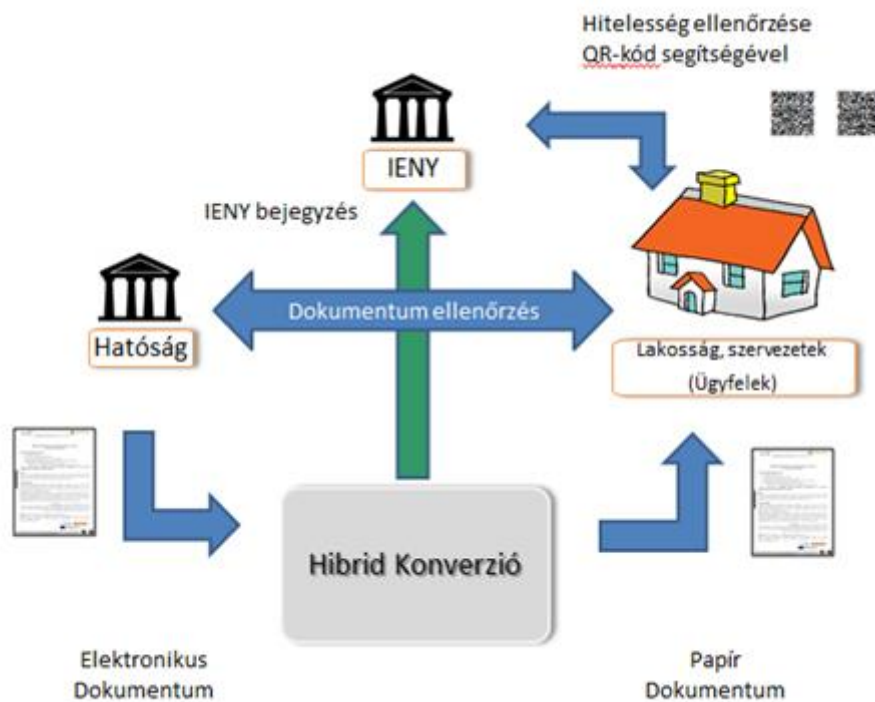 Hitelesség ellenőrzése
QR-kód segítségével
IENY
IENY bejegyzés
Dokumentum ellenőrzés
Hatóság
Lakosság, szervezetek
(Ügyfelek)
Hibrid Konverzió
Elektronikus
Dokumentum
Papír
Dokumentum